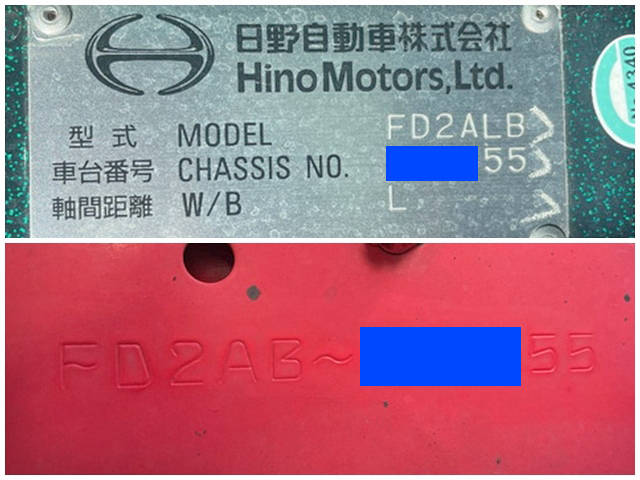 日野自動車株式会社
Hino Motors,Ltd.
型式 MODEL FD2ALB
車台番号 CHASSIS NO. 55
軸間距離 W/B L
4340
FD2AB~ 55